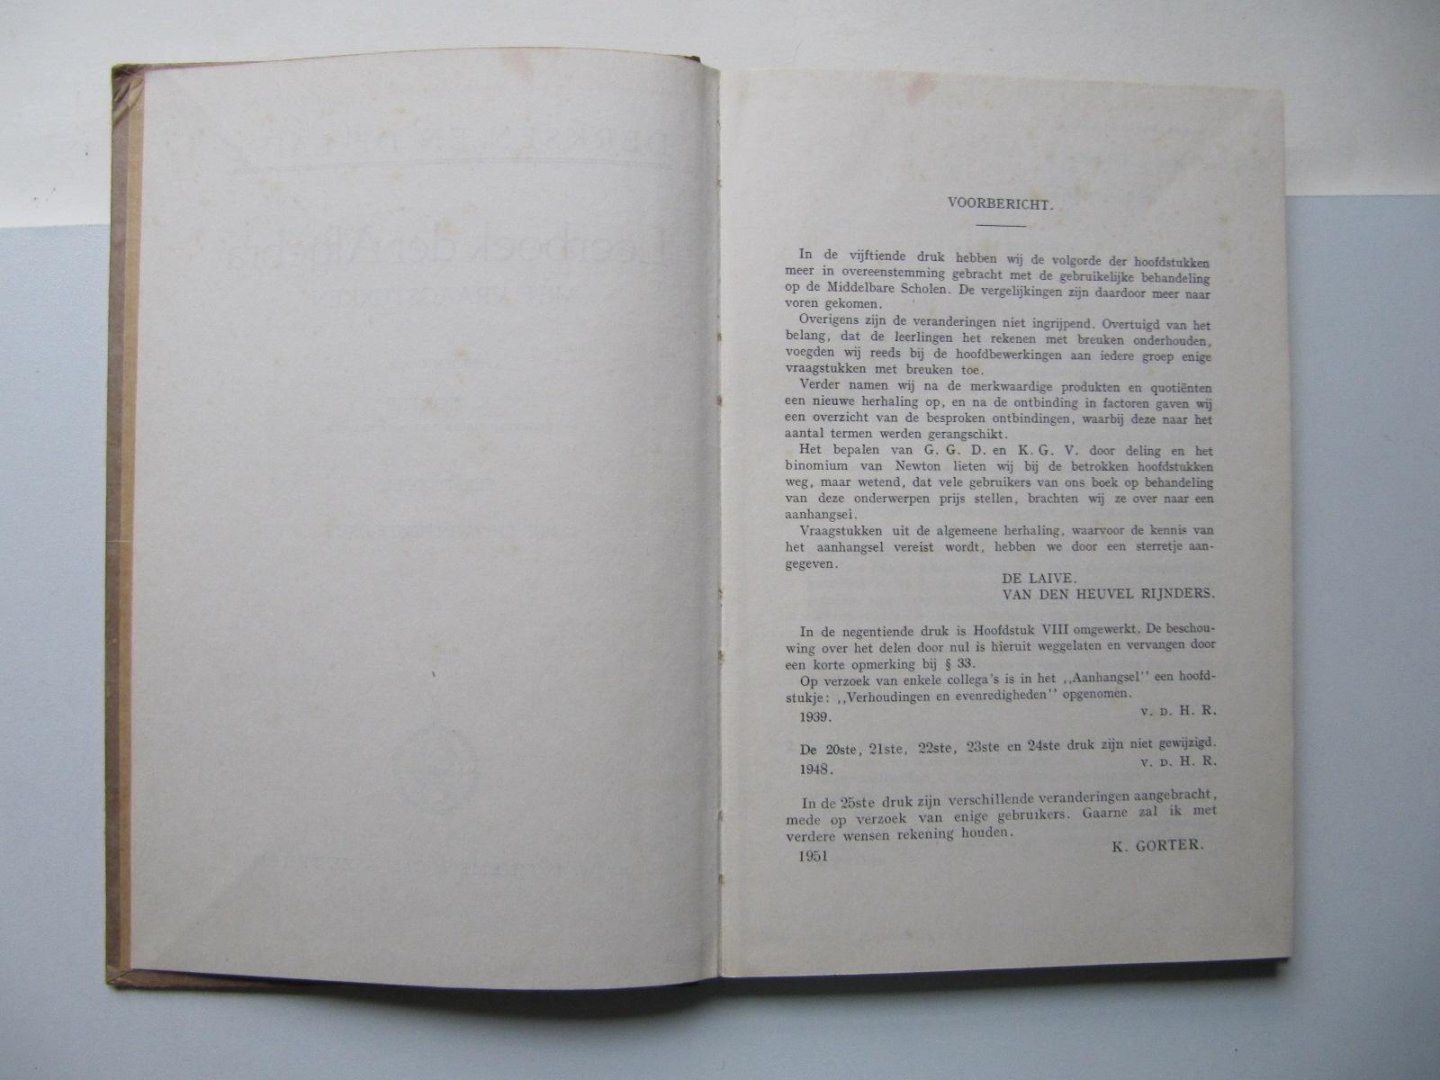 VOORBERICHT.
In de vijftiende druk hebben wij de volgorde der hoofdstukken
meer in overeenstemming gebracht met de gebruikelijke behandeling
op de Middelbare Scholen. De vergelijkingen zijn daardoor meer naar
voren gekomen.
Overigens zijn de veranderingen niet ingrijpend. Overtuigd van het
belang, dat de leerlingen het rekenen met breuken onderhouden,
voegden wij reeds bij de hoofdbewerkingen aan iedere groep enige
vraagstukken met breuken toe.
Verder namen wij na de merkwaardige produkten en quotiënten
een nieuwe herhaling op, en na de ontbinding in factoren gaven wij
een overzicht van de besproken ontbindingen, waarbij deze naar het
aantal termen werden gerangschikt.
Het bepalen van G. G. D. en K. G. V. door deling en het
binomium van Newton lieten wij bij de betrokken hoofdstukken
weg, maar wetend, dat vele gebruikers van ons boek op behandeling
van deze onderwerpen prijs stellen, brachten wij ze over naar een
aanhangsel.
Vraagstukken uit de algemeene herhaling, waarvoor de kennis van
het aanhangsel vereist wordt, hebben we door een sterretje aan-
gegeven.
DE LAIVE.
VAN DEN HEUVEL RIJNDERS.
In de negentiende druk is Hoofdstuk VIII omgewerkt. De beschou-
wing over het delen door nul is hieruit weggelaten en vervangen door
een korte opmerking bij § 33.
Op verzoek van enkele collega's is in het ,,Aanhangsel" een hoofd-
stukje: ,,Verhoudingen en evenredigheden" opgenomen.
1939. V. D. H. R.
De 20ste, 21ste, 22ste, 23ste en 24ste druk zijn niet gewijzigd.
1948. V. D. H. R.
In de 25ste druk zijn verschillende veranderingen aangebracht,
mede op verzoek van enige gebruikers. Gaarne zal ik met
verdere wensen rekening houden.
1951 K. GORTER.